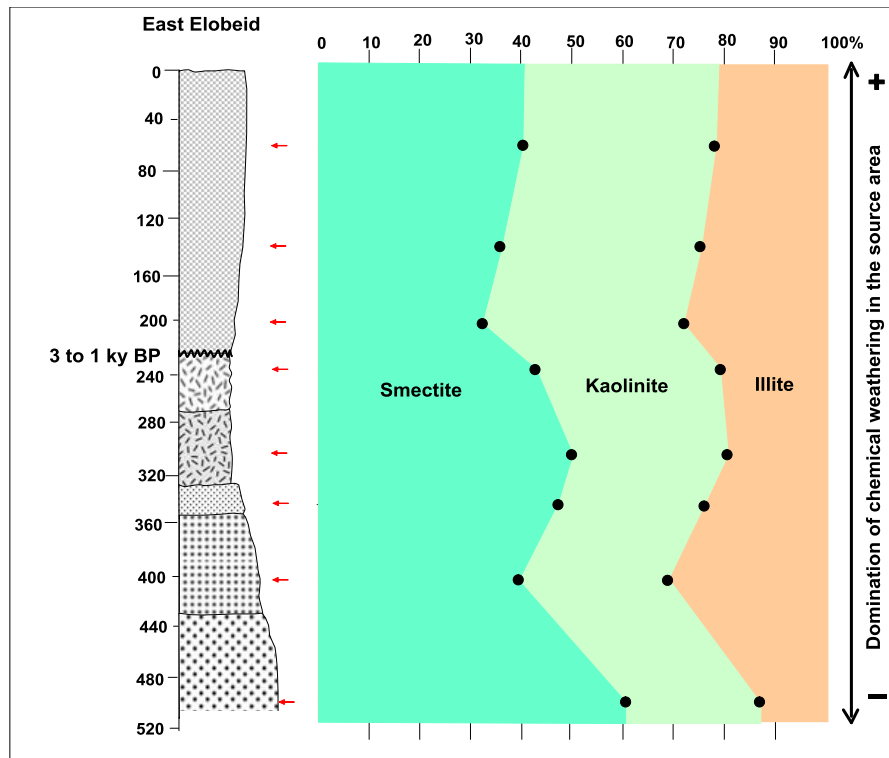 East Elobeid
0 10 20 30 40 50 60 70 80 90 100%
0
40
80
120
160
200
3 to 1 ky BP
240
280
320
360
400
440
480
520
Smectite
Kaolinite
Illite
+
Domination of chemical weathering in the source area
−